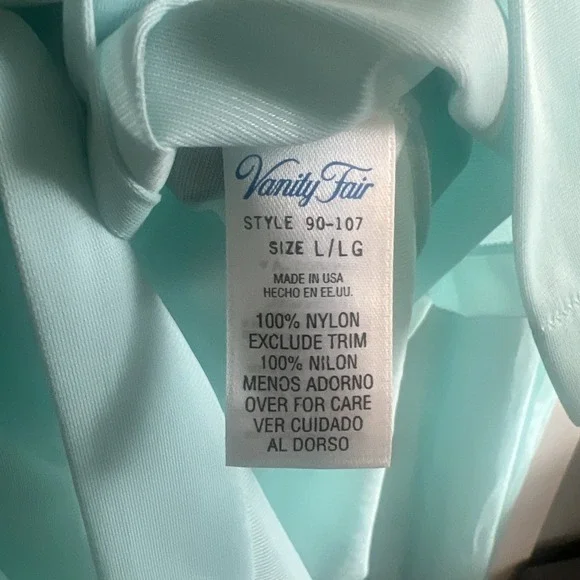 Vanity Fair
STYLE 90-107
SIZE L/LG
MADE IN USA
HECHO EN EE.UU.
100% NYLON
EXCLUDE TRIM
100% NILON
MENOS ADORNO
OVER FOR CARE
VER CUIDADO
AL DORSO